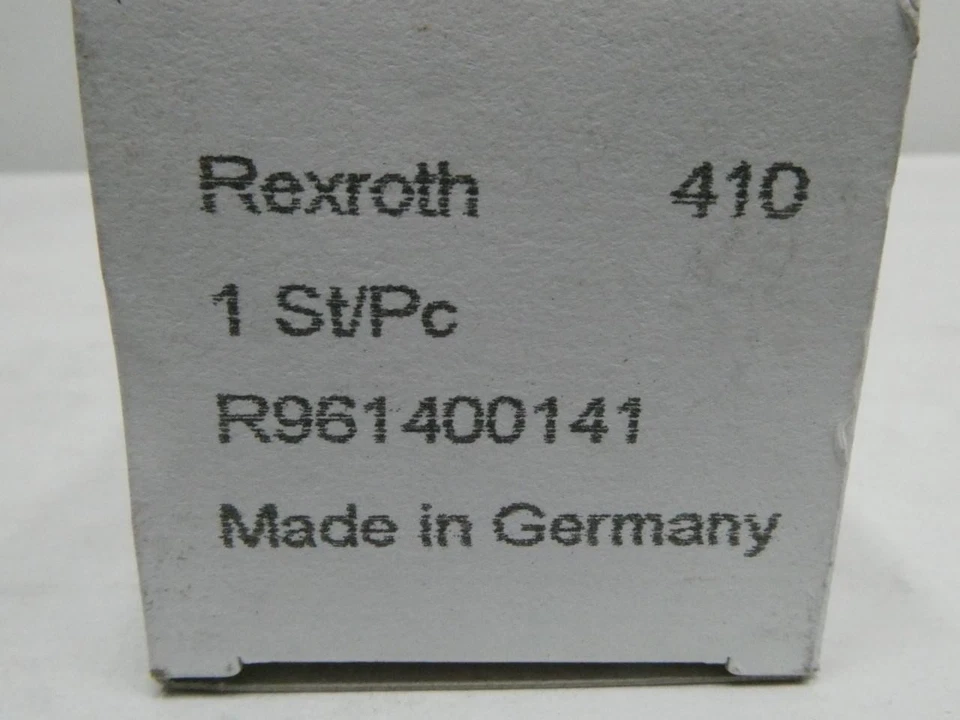 Rexroth 410
1 St/Pc
R961400141
Made in Germany